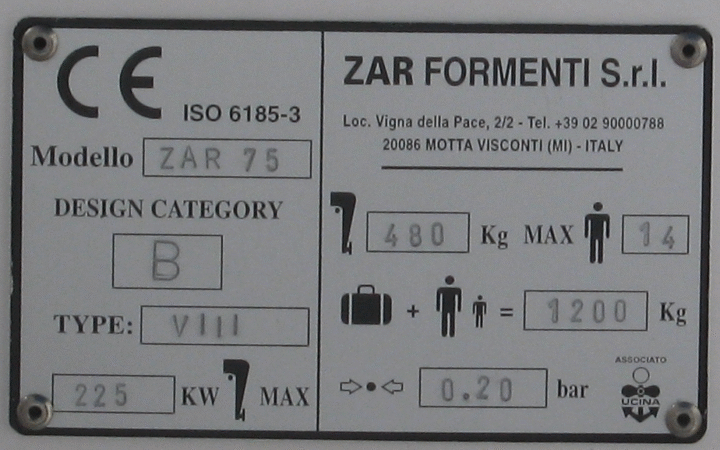 CE ISO 6185-3
Modello ZAR 75
DESIGN CATEGORY
B
TYPE: VIII
225 KW MAX
ZAR FORMENTI S.r.l.
Loc. Vigna della Pace, 2/2 - Tel. +39 02 90000788
20086 MOTTA VISCONTI (MI) - ITALY
480 Kg MAX 14
+ = 1200 Kg
0.20 bar
ASSOCIATO
UCINA